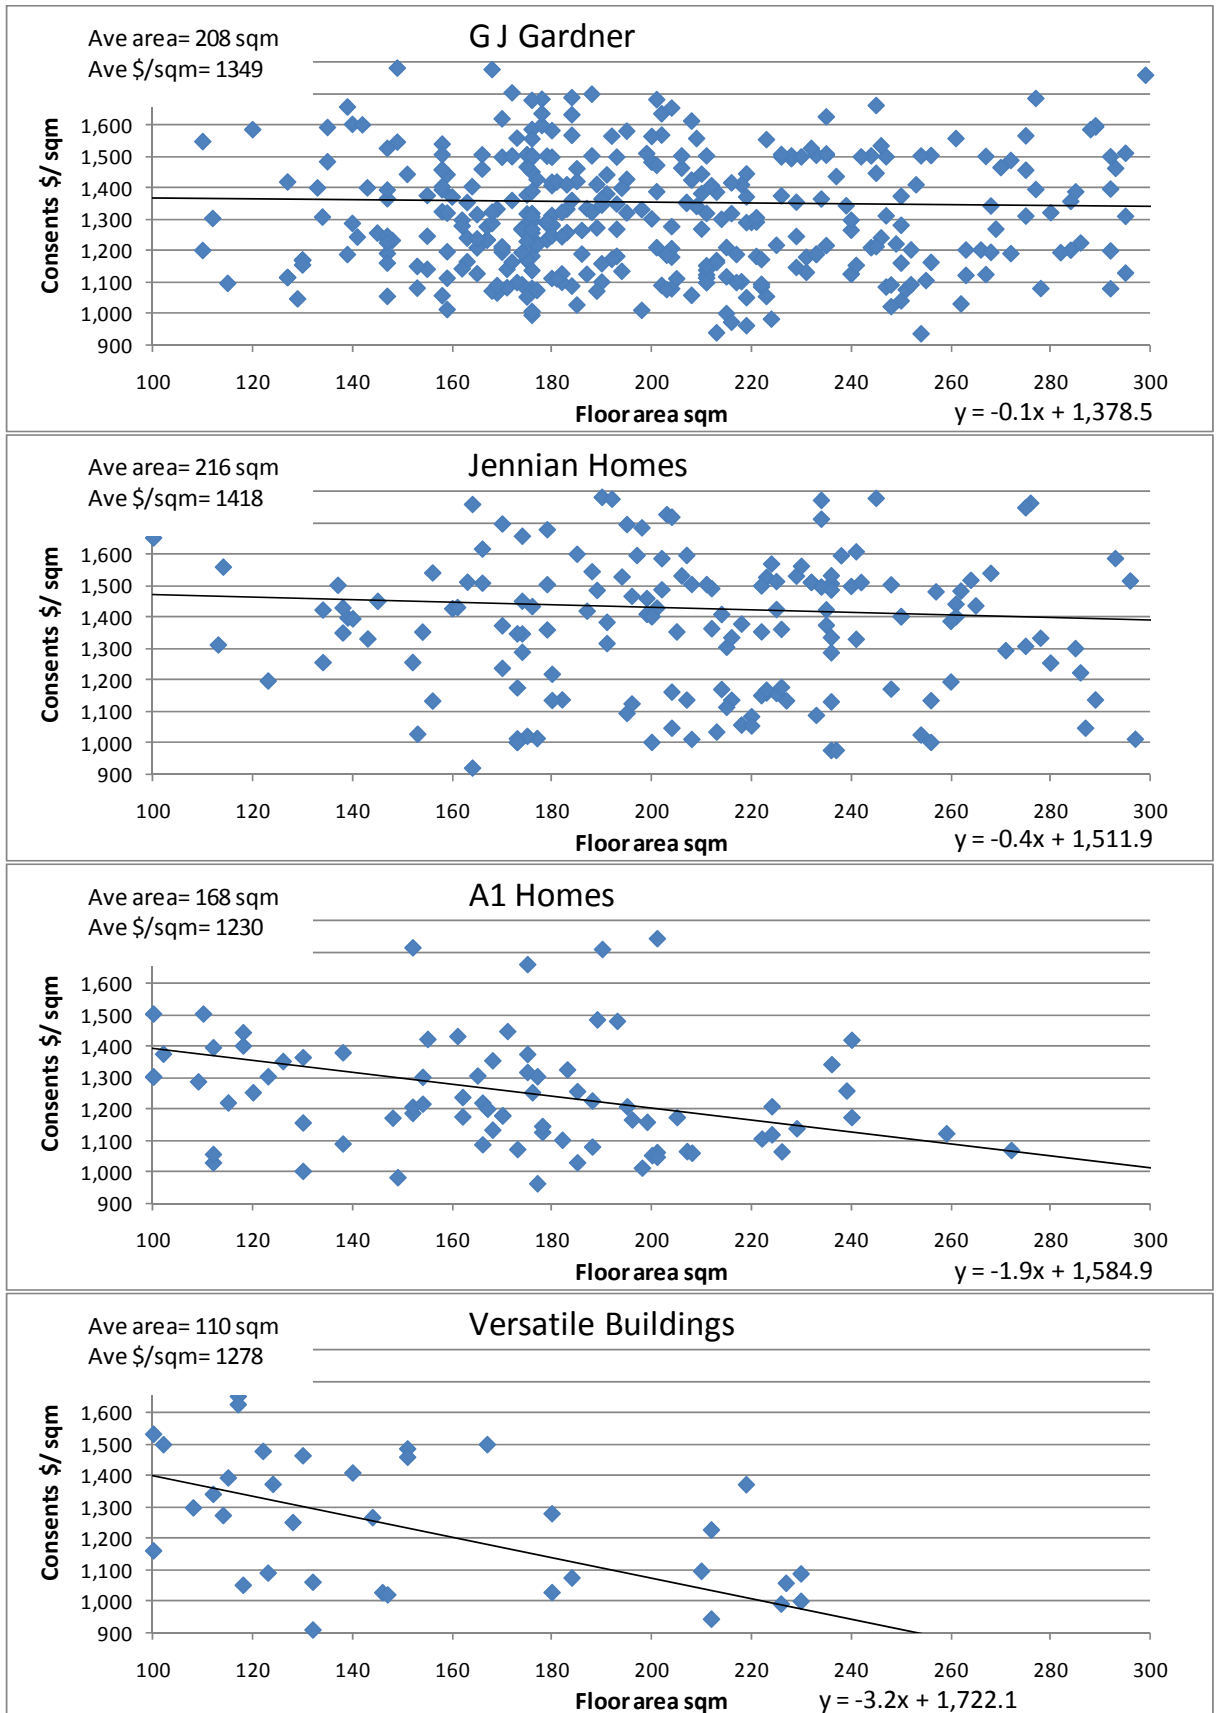 Ave area= 208 sqm
Ave $/sqm= 1349
G J Gardner
Consents $/ sqm
1,600
1,500
1,400
1,300
1,200
1,100
1,000
900
100 120 140 160 180 200 220 240 260 280 300
Floor area sqm
y = -0.1x + 1,378.5
Ave area= 216 sqm
Ave $/sqm= 1418
Jennian Homes
Consents $/ sqm
1,600
1,500
1,400
1,300
1,200
1,100
1,000
900
100 120 140 160 180 200 220 240 260 280 300
Floor area sqm
y = -0.4x + 1,511.9
Ave area= 168 sqm
Ave $/sqm= 1230
A1 Homes
Consents $/ sqm
1,600
1,500
1,400
1,300
1,200
1,100
1,000
900
100 120 140 160 180 200 220 240 260 280 300
Floor area sqm
y = -1.9x + 1,584.9
Ave area= 110 sqm
Ave $/sqm= 1278
Versatile Buildings
Consents $/ sqm
1,600
1,500
1,400
1,300
1,200
1,100
1,000
900
100 120 140 160 180 200 220 240 260 280 300
Floor area sqm
y = -3.2x + 1,722.1